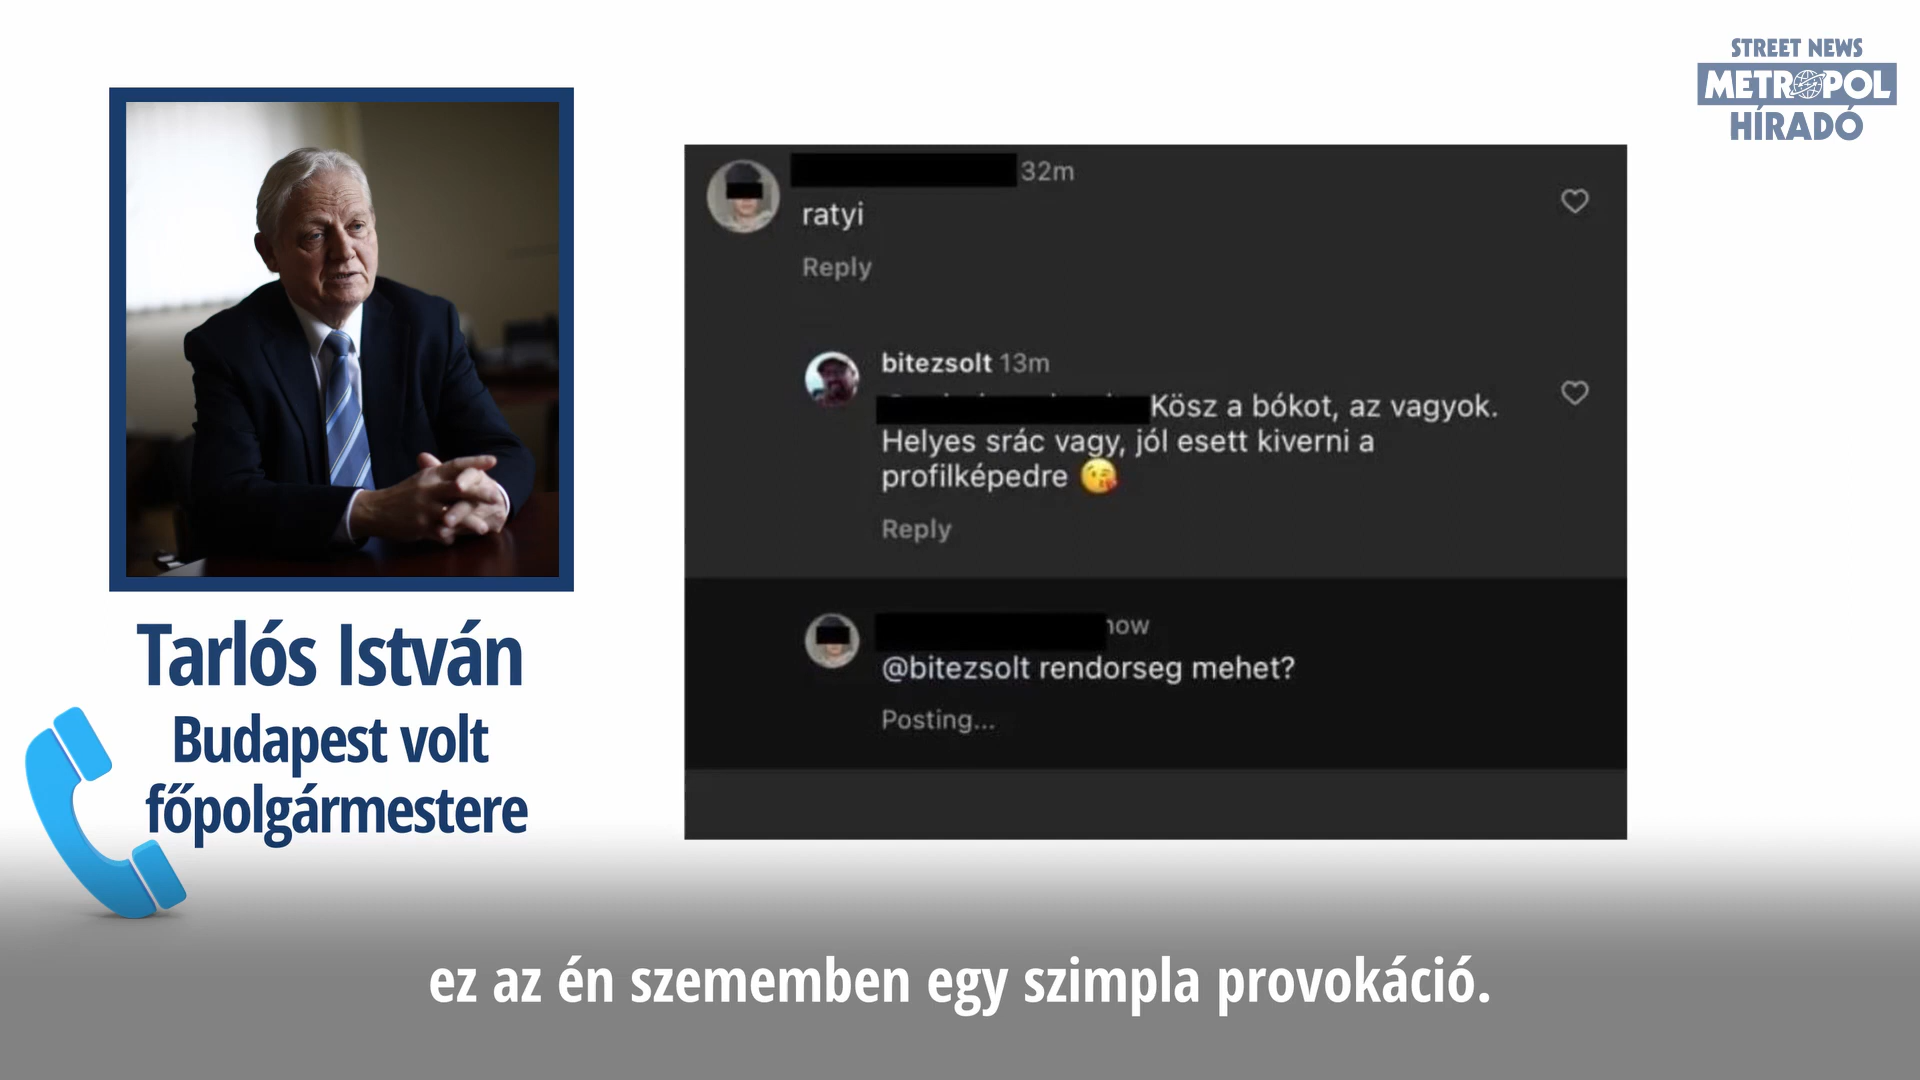 STREET NEWS
METROPOL
HÍRADÓ
32m
ratyi
Reply
bitezsolt 13m
Kösz a bókot, az vagyok.
Helyes srác vagy, jól esett kiverni a
profilképedre 😘
Reply
now
@bitezsolt rendorseg mehet?
Posting...
Tarlós István
Budapest volt
főpolgármestere
ez az én szememben egy szimpla provokáció.